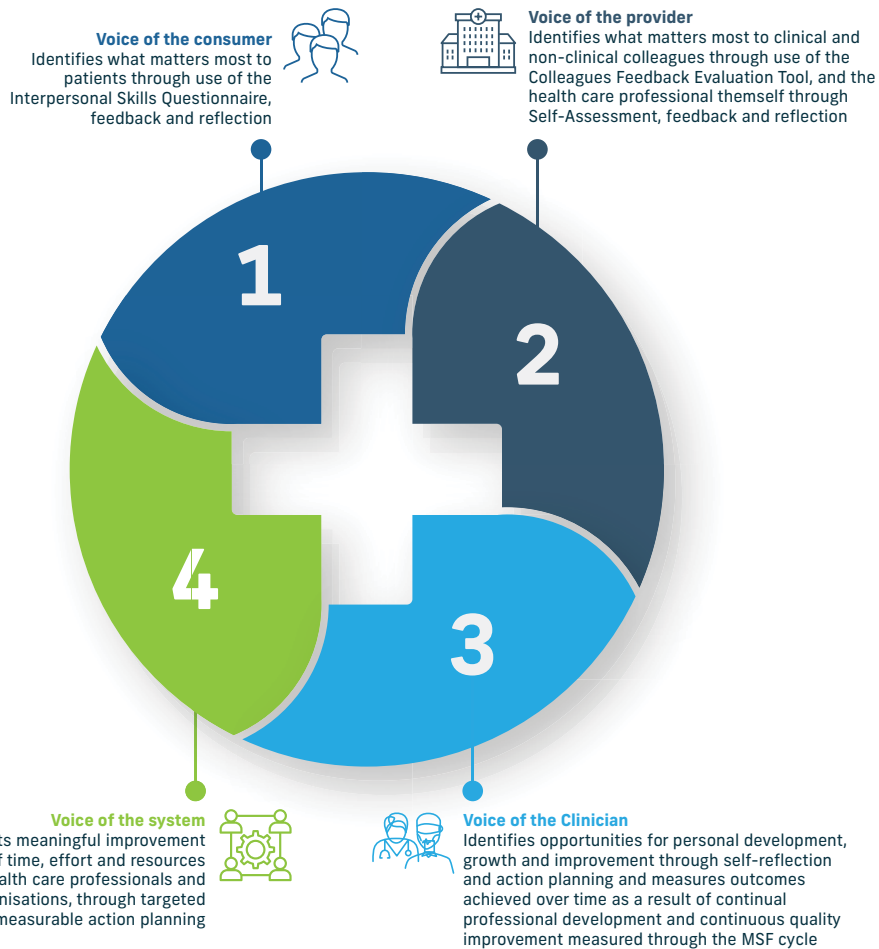 Voice of the consumer
Identifies what matters most to
patients through use of the
Interpersonal Skills Questionnaire,
feedback and reflection
Voice of the provider
Identifies what matters most to clinical and
non-clinical colleagues through use of the
Colleagues Feedback Evaluation Tool, and the
health care professional themself through
Self-Assessment, feedback and reflection
1
2
3
4
Voice of the system
meaningful improvement
time, effort and resources
care professionals and
through targeted
measurable action planning
Voice of the Clinician
Identifies opportunities for personal development,
growth and improvement through self-reflection
and action planning and measures outcomes
achieved over time as a result of continual
professional development and continuous quality
improvement measured through the MSF cycle